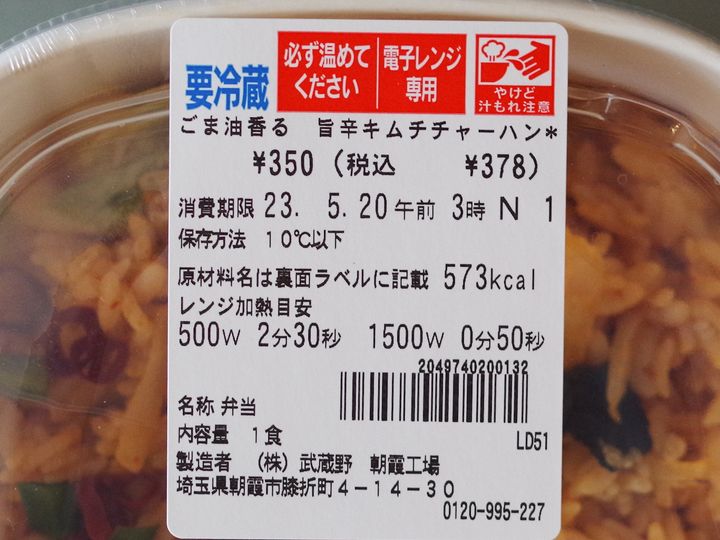 要冷蔵
必ず温めて
ください
電子レンジ
専用
やけど
汁もれ注意
ごま油香る 旨辛キムチチャーハン*
¥350(税込 ¥378)
消費期限 23. 5.20午前 3時 N 1
保存方法 10℃以下
原材料名は裏面ラベルに記載 573kcal
レンジ加熱目安
500W 2分30秒 1500W 0分50秒
2049740200132
名称 弁当
内容量 1食
LD51
製造者 (株)武蔵野 朝霞工場
埼玉県朝霞市膝折町4-14-30
0120-995-227